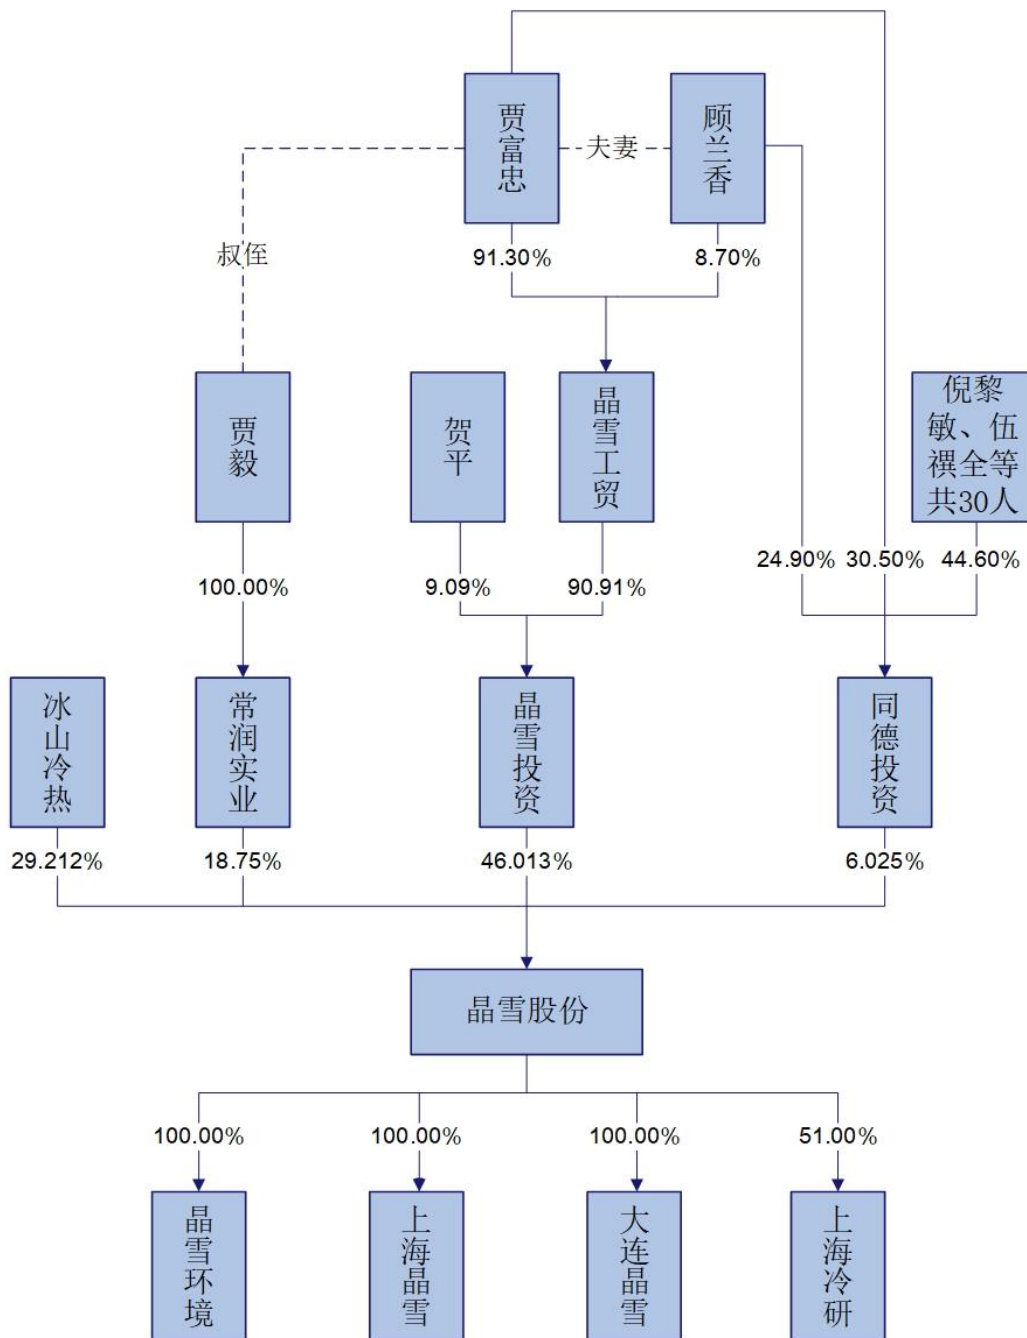 贾富忠
夫妻
顾兰香
叔侄
91.30%
8.70%
贾毅
贺平
晶雪工贸
倪黎
敏、伍
禩全等
共30人
100.00%
9.09%
90.91%
24.90%
30.50%
44.60%
冰山冷热
常润实业
晶雪投资
同德投资
29.212%
18.75%
46.013%
6.025%
晶雪股份
100.00%
100.00%
100.00%
51.00%
晶雪环境
上海晶雪
大连晶雪
上海冷研